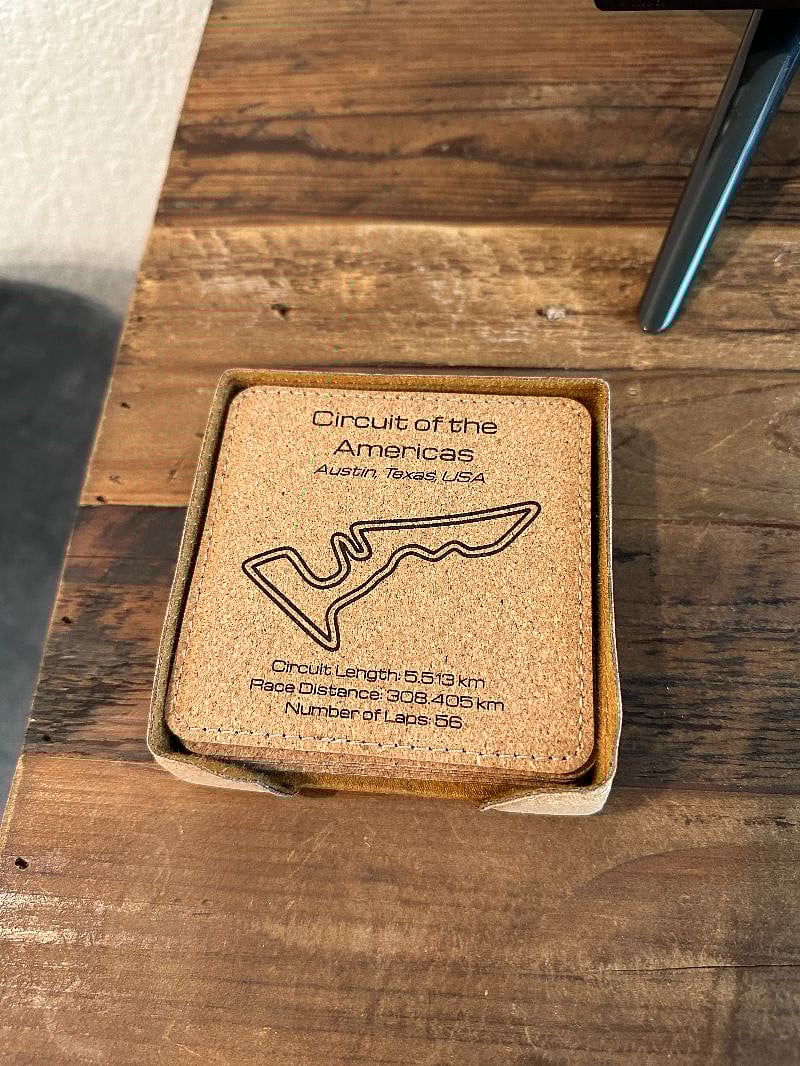 Circuit of the
Americas
Austin, Texas, USA
Circuit Length: 5.513 km
Race Distance: 308.405 km
Number of Laps: 56